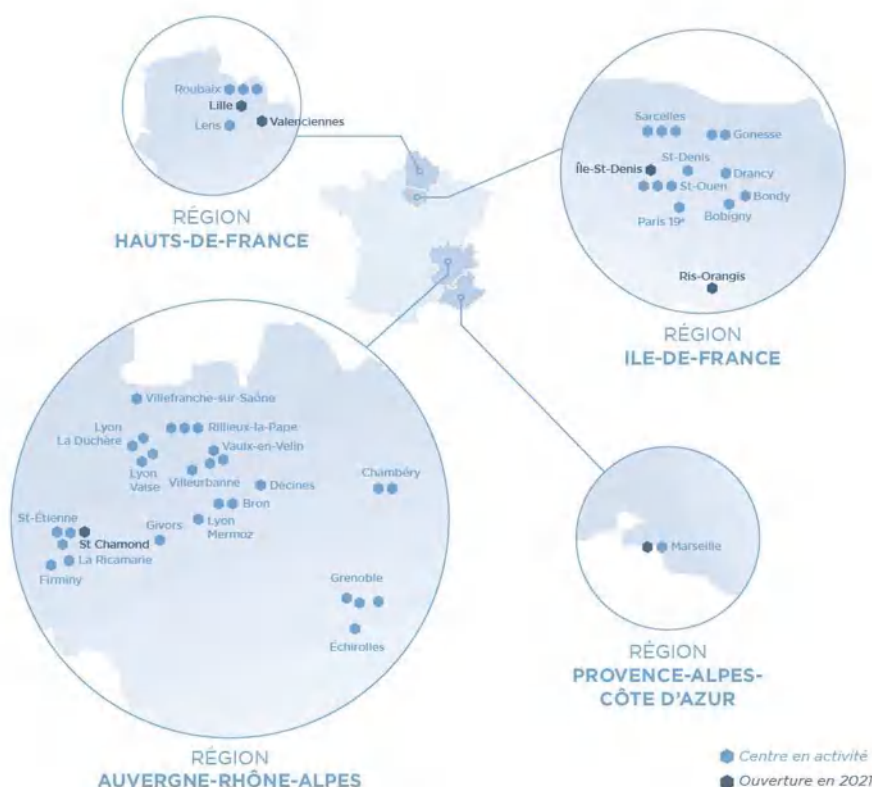 Roubaix
Lille
Valenciennes
Lens
RÉGION
HAUTS-DE-FRANCE
Sarcelles
Gonesse
St-Denis
Île-St-Denis
Drancy
St-Ouen
Bondy
Bobigny
Paris 19e
Ris-Orangis
RÉGION
ILE-DE-FRANCE
Villefranche-sur-Saône
Lyon
La Duchère
Rillieux-la-Pape
Vaulx-en-Velin
Lyon
Vaise
Villeurbanne
Décines
Chambéry
Bron
St-Étienne
Givors
Lyon
Mermoz
St Chamond
La Ricamarie
Firminy
Grenoble
Échirolles
RÉGION
AUVERGNE-RHÔNE-ALPES
Marseille
RÉGION
PROVENCE-ALPES-
CÔTE D'AZUR
Centre en activité
Ouverture en 2021